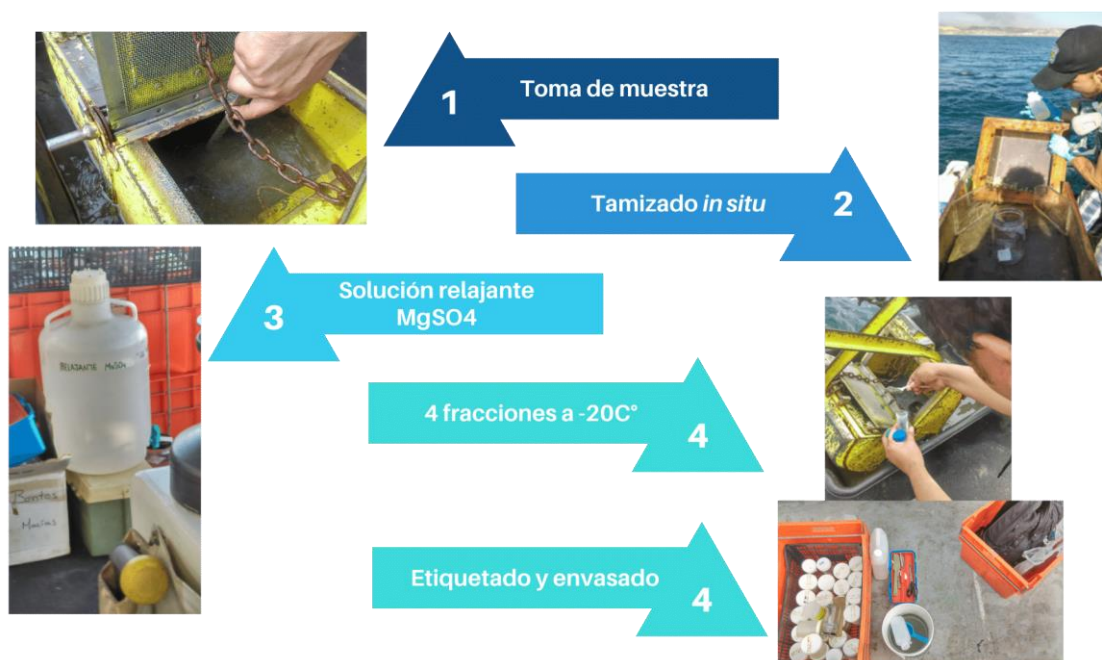 1
Toma de muestra
Tamizado in situ
2
3
Solución relajante
MgSO4
RELAJANTE MgSO4
4 fracciones a -20C°
4
Bentos
Etiquetado y envasado
4